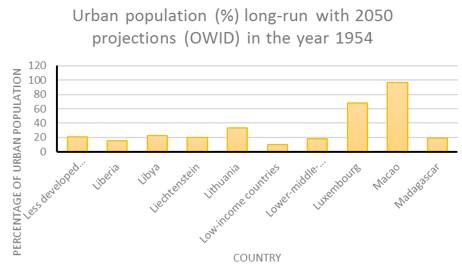 Urban population (%) long-run with 2050
projections (OWID) in the year 1954
PERCENTAGE OF URBAN POPULATION
120
100
80
60
40
20
0
Less developed...
Liberia
Libya
Liechtenstein
Lithuania
Low-income countries
Lower-middle-...
Luxembourg
Macao
Madagascar
COUNTRY